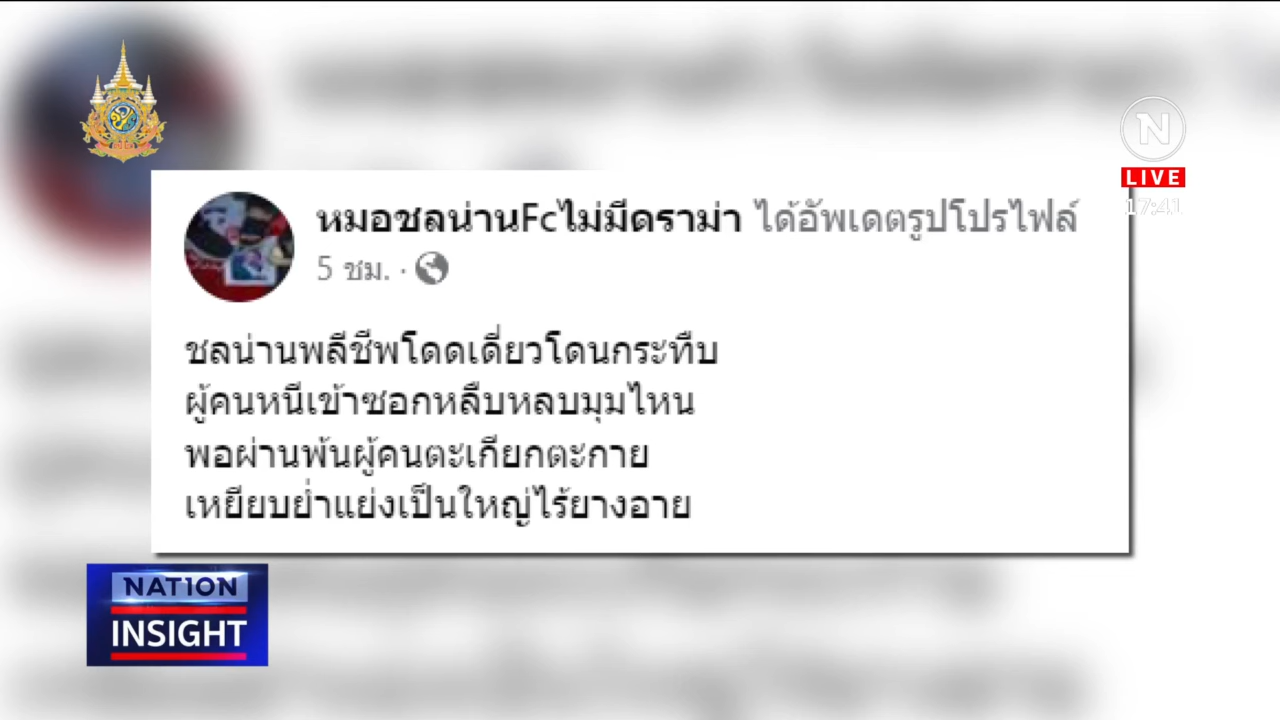 N
LIVE
17:41
หมอชลน่านFcไม่มีดราม่า ได้อัพเดตรูปโปรไฟล์
5 ชม. ·
ชลน่านพลีชีพโดดเดี่ยวโดนกระทืบ
ผู้คนหนีเข้าซอกหลืบหลบมุมไหน
พอผ่านพ้นผู้คนตะเกียกตะกาย
เหยียบย่ำแย่งเป็นใหญ่ไร้ยางอาย
NATION
INSIGHT